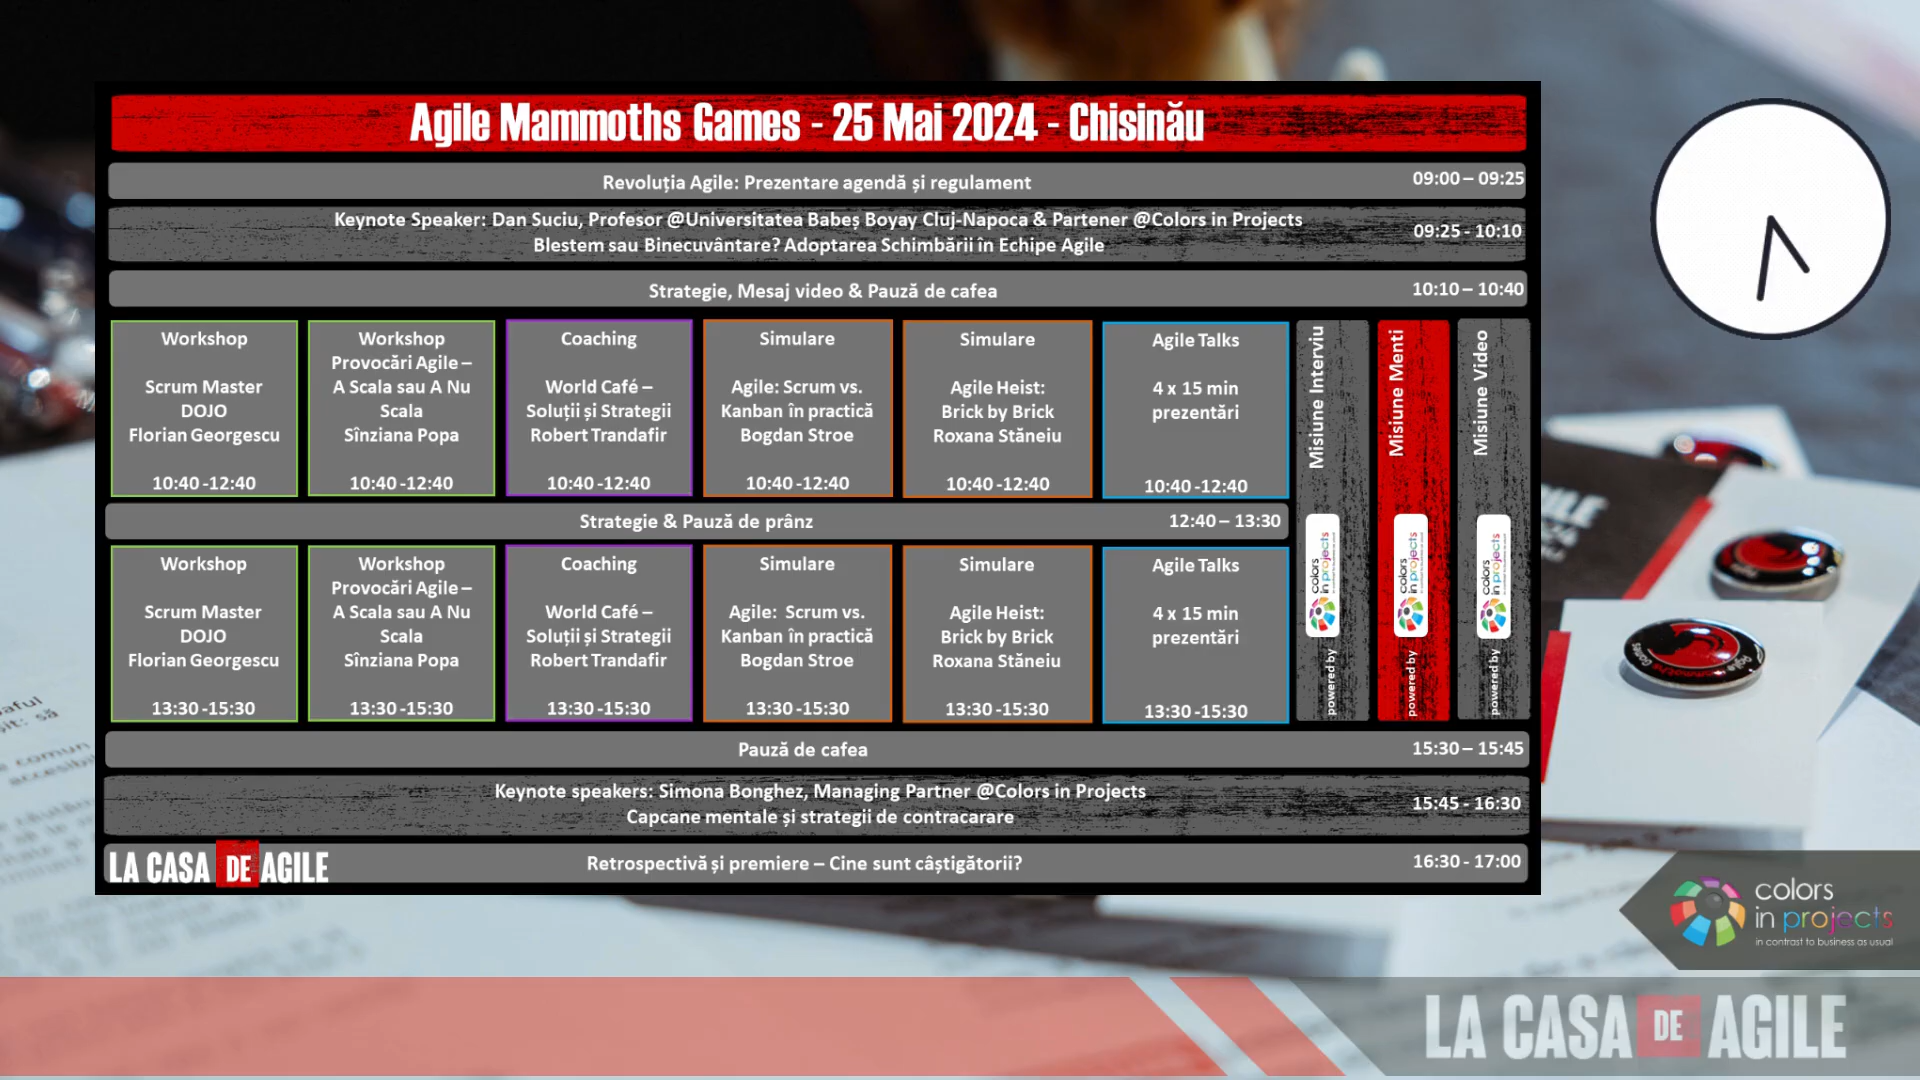 Agile Mammoths Games - 25 Mai 2024 - Chisinău
Revoluția Agile: Prezentare agendă și regulament 09:00 – 09:25
Keynote Speaker: Dan Suciu, Profesor @Universitatea Babeș Boyay Cluj-Napoca & Partener @Colors in Projects
Blestem sau Binecuvântare? Adoptarea Schimbării în Echipe Agile
09:25 - 10:10
Strategie, Mesaj video & Pauză de cafea 10:10 – 10:40
Workshop
Scrum Master
DOJO
Florian Georgescu
10:40 -12:40
Workshop
Provocări Agile –
A Scala sau A Nu
Scala
Sînziana Popa
10:40 -12:40
Coaching
World Café –
Soluții și Strategii
Robert Trandafir
10:40 -12:40
Simulare
Agile: Scrum vs.
Kanban în practică
Bogdan Stroe
10:40 -12:40
Simulare
Agile Heist:
Brick by Brick
Roxana Stăneiu
10:40 -12:40
Agile Talks
4 x 15 min
prezentări
10:40 -12:40
Strategie & Pauză de prânz 12:40 – 13:30
Workshop
Scrum Master
DOJO
Florian Georgescu
13:30 -15:30
Workshop
Provocări Agile –
A Scala sau A Nu
Scala
Sînziana Popa
13:30 -15:30
Coaching
World Café –
Soluții și Strategii
Robert Trandafir
13:30 -15:30
Simulare
Agile: Scrum vs.
Kanban în practică
Bogdan Stroe
13:30 -15:30
Simulare
Agile Heist:
Brick by Brick
Roxana Stăneiu
13:30 -15:30
Agile Talks
4 x 15 min
prezentări
13:30 -15:30
Misiune Interviu
powered by
colors
in projects
Misiune Menti
powered by
colors
in projects
Misiune Video
powered by
colors
in projects
Pauză de cafea 15:30 – 15:45
Keynote speakers: Simona Bonghez, Managing Partner @Colors in Projects
Capcane mentale și strategii de contracarare
15:45 - 16:30
LA CASA DE AGILE
Retrospectivă și premiere – Cine sunt câștigătorii? 16:30 - 17:00
colors
in projects
in contrast to business as usual
LA CASA DE AGILE